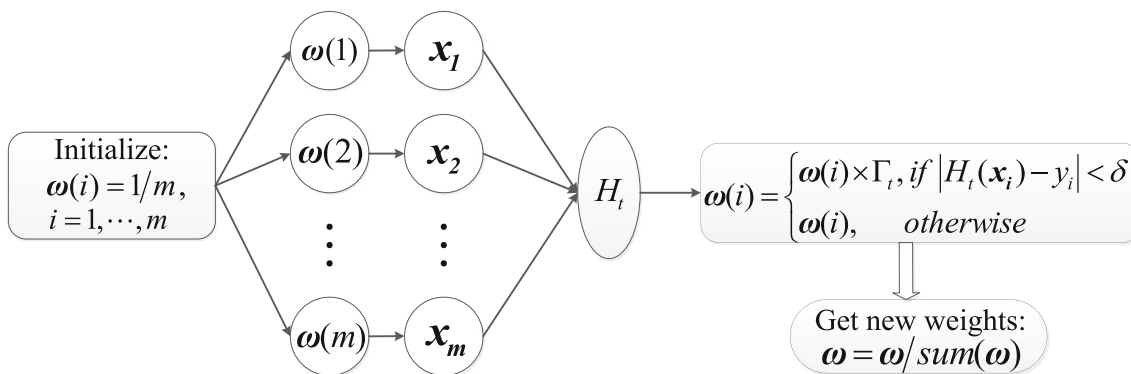 Initialize:
ω(i) = 1/m,
i = 1, ⋯, m
ω(1)
x₁
ω(2)
x₂
⋮
⋮
ω(m)
xₘ
Hₜ
ω(i) = { ω(i) × Γₜ, if |Hₜ(xᵢ) − yᵢ| < δ
ω(i), otherwise
Get new weights:
ω = ω/sum(ω)